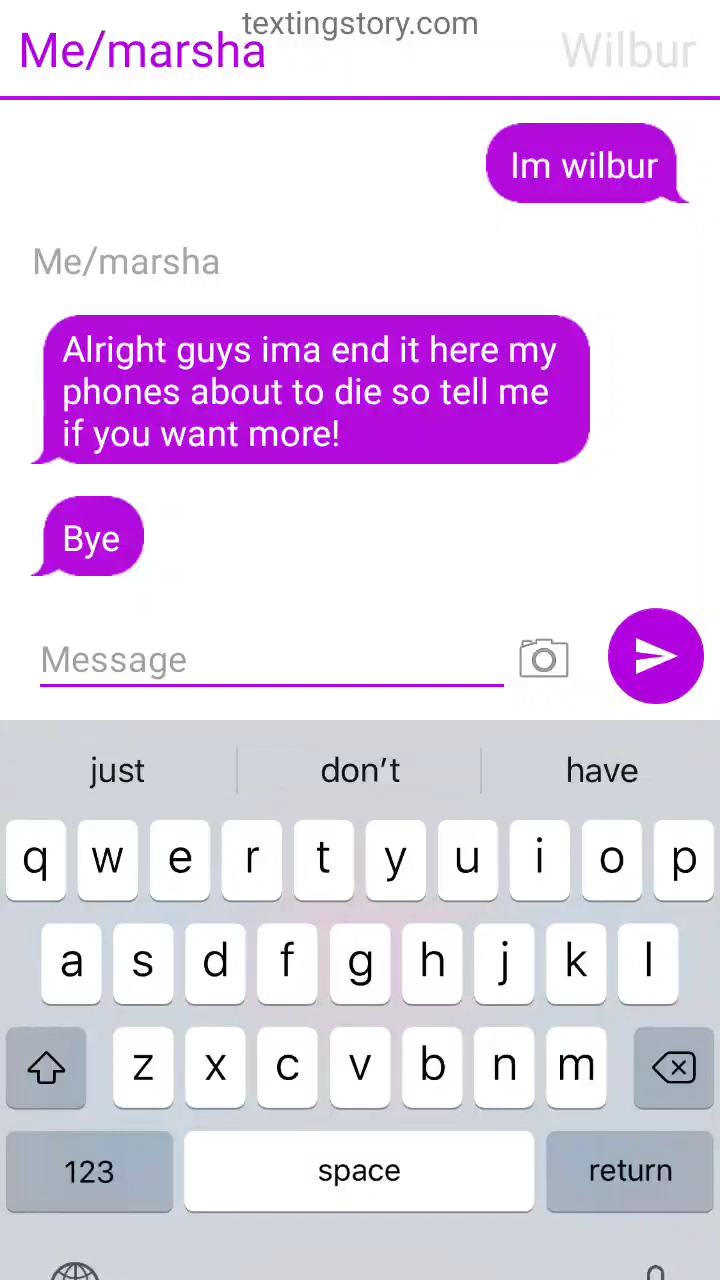 textingstory.com
Me/marsha
Wilbur
Im wilbur
Me/marsha
Alright guys ima end it here my
phones about to die so tell me
if you want more!
Bye
Message
just don’t have
q w e r t y u i o p
a s d f g h j k l
z x c v b n m
123 space return